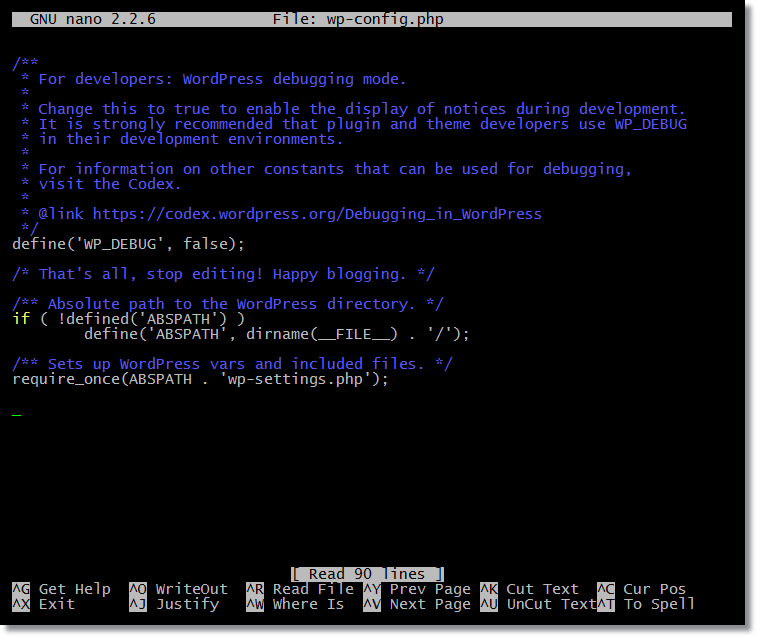 GNU nano 2.2.6 File: wp-config.php
/**
 * For developers: WordPress debugging mode.
 *
 * Change this to true to enable the display of notices during development.
 * It is strongly recommended that plugin and theme developers use WP_DEBUG
 * in their development environments.
 *
 * For information on other constants that can be used for debugging,
 * visit the Codex.
 *
 * @link https://codex.wordpress.org/Debugging_in_WordPress
 */
define('WP_DEBUG', false);
/* That's all, stop editing! Happy blogging. */
/** Absolute path to the WordPress directory. */
if ( !defined('ABSPATH') )
        define('ABSPATH', dirname(__FILE__) . '/');
/** Sets up WordPress vars and included files. */
require_once(ABSPATH . 'wp-settings.php');
[ Read 90 lines ]
^G Get Help ^O WriteOut ^R Read File ^Y Prev Page ^K Cut Text ^C Cur Pos
^X Exit ^J Justify ^W Where Is ^V Next Page ^U UnCut Text^T To Spell